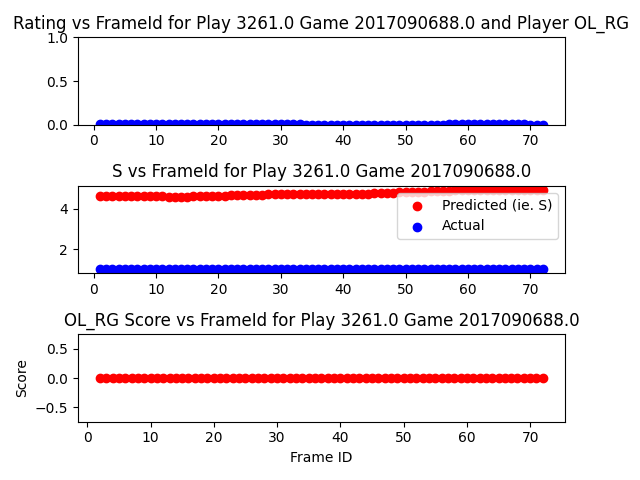 Rating vs FrameId for Play 3261.0 Game 2017090688.0 and Player OL_RG
1.0
0.5
0.0
0 10 20 30 40 50 60 70
S vs FrameId for Play 3261.0 Game 2017090688.0
4
2
Predicted (ie. S)
Actual
0 10 20 30 40 50 60 70
OL_RG Score vs FrameId for Play 3261.0 Game 2017090688.0
Score
0.5
0.0
−0.5
0 10 20 30 40 50 60 70
Frame ID